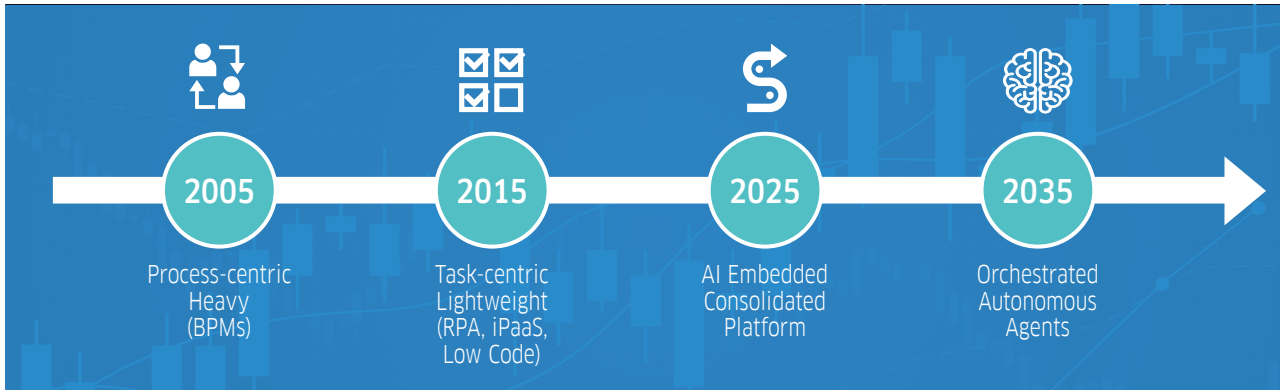 2005
2015
2025
2035
Process-centric
Heavy
(BPMs)
Task-centric
Lightweight
(RPA, iPaaS,
Low Code)
AI Embedded
Consolidated
Platform
Orchestrated
Autonomous
Agents